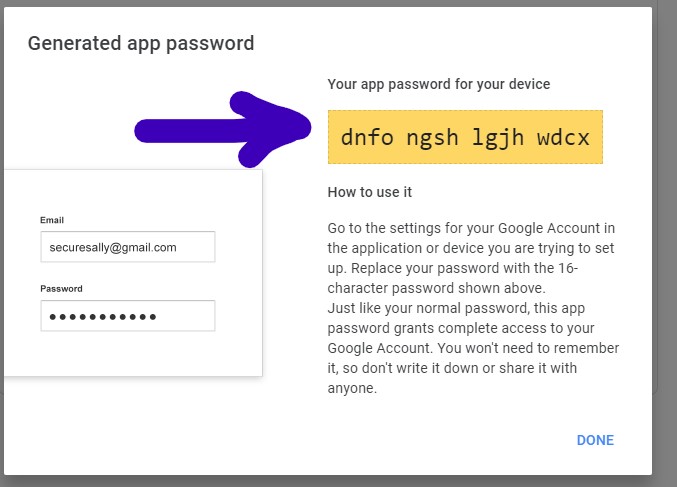 Generated app password
Your app password for your device
dnfo ngsh lgjh wdcx
How to use it
Go to the settings for your Google Account in
the application or device you are trying to set
up. Replace your password with the 16-
character password shown above.
Just like your normal password, this app
password grants complete access to your
Google Account. You won't need to remember
it, so don't write it down or share it with
anyone.
Email
securesally@gmail.com
Password
●●●●●●●●●●●
DONE